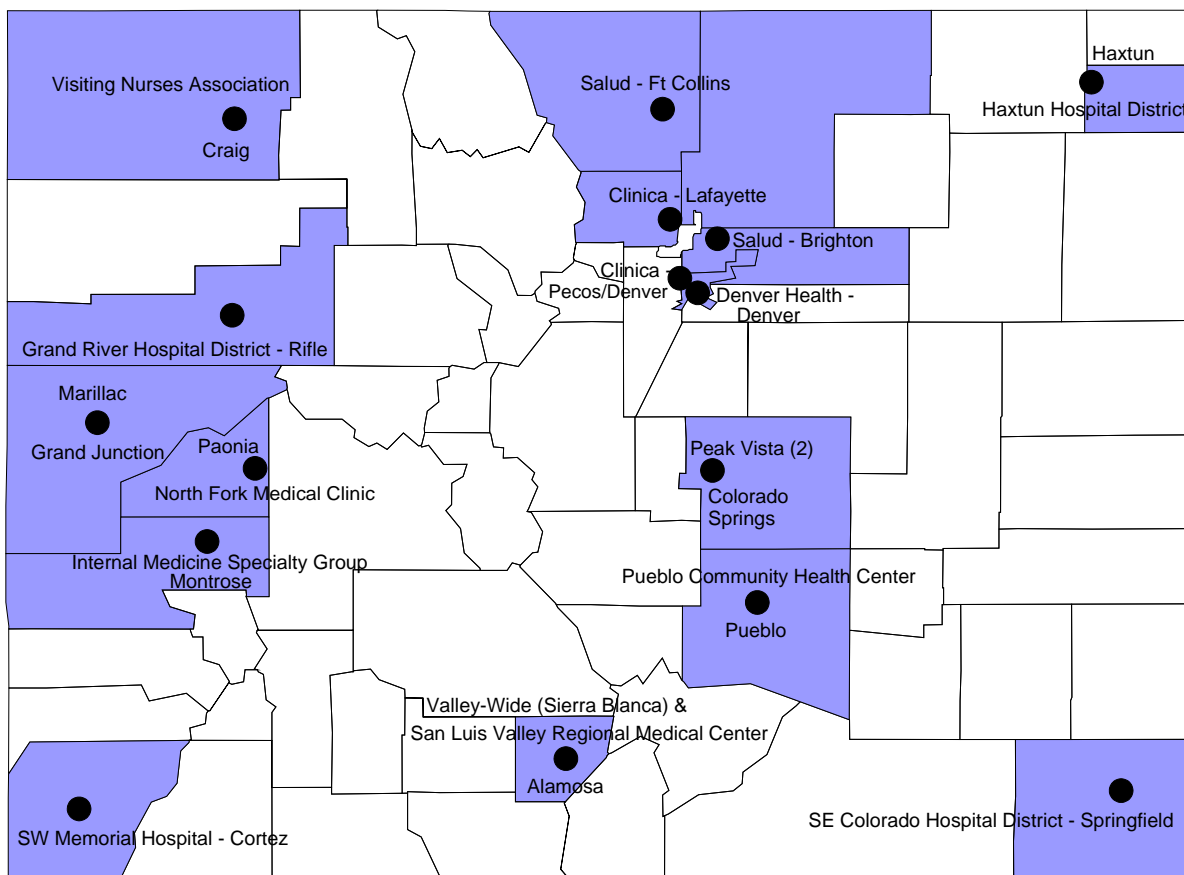 Haxtun
Visiting Nurses Association
Salud - Ft Collins
Haxtun Hospital District
Craig
Clinica - Lafayette
Salud - Brighton
Clinica -
Pecos/Denver
Denver Health -
Denver
Grand River Hospital District - Rifle
Marillac
Grand Junction
Paonia
North Fork Medical Clinic
Peak Vista (2)
Colorado
Springs
Internal Medicine Specialty Group
Montrose
Pueblo Community Health Center
Pueblo
Valley-Wide (Sierra Blanca) &
San Luis Valley Regional Medical Center
Alamosa
SW Memorial Hospital - Cortez
SE Colorado Hospital District - Springfield